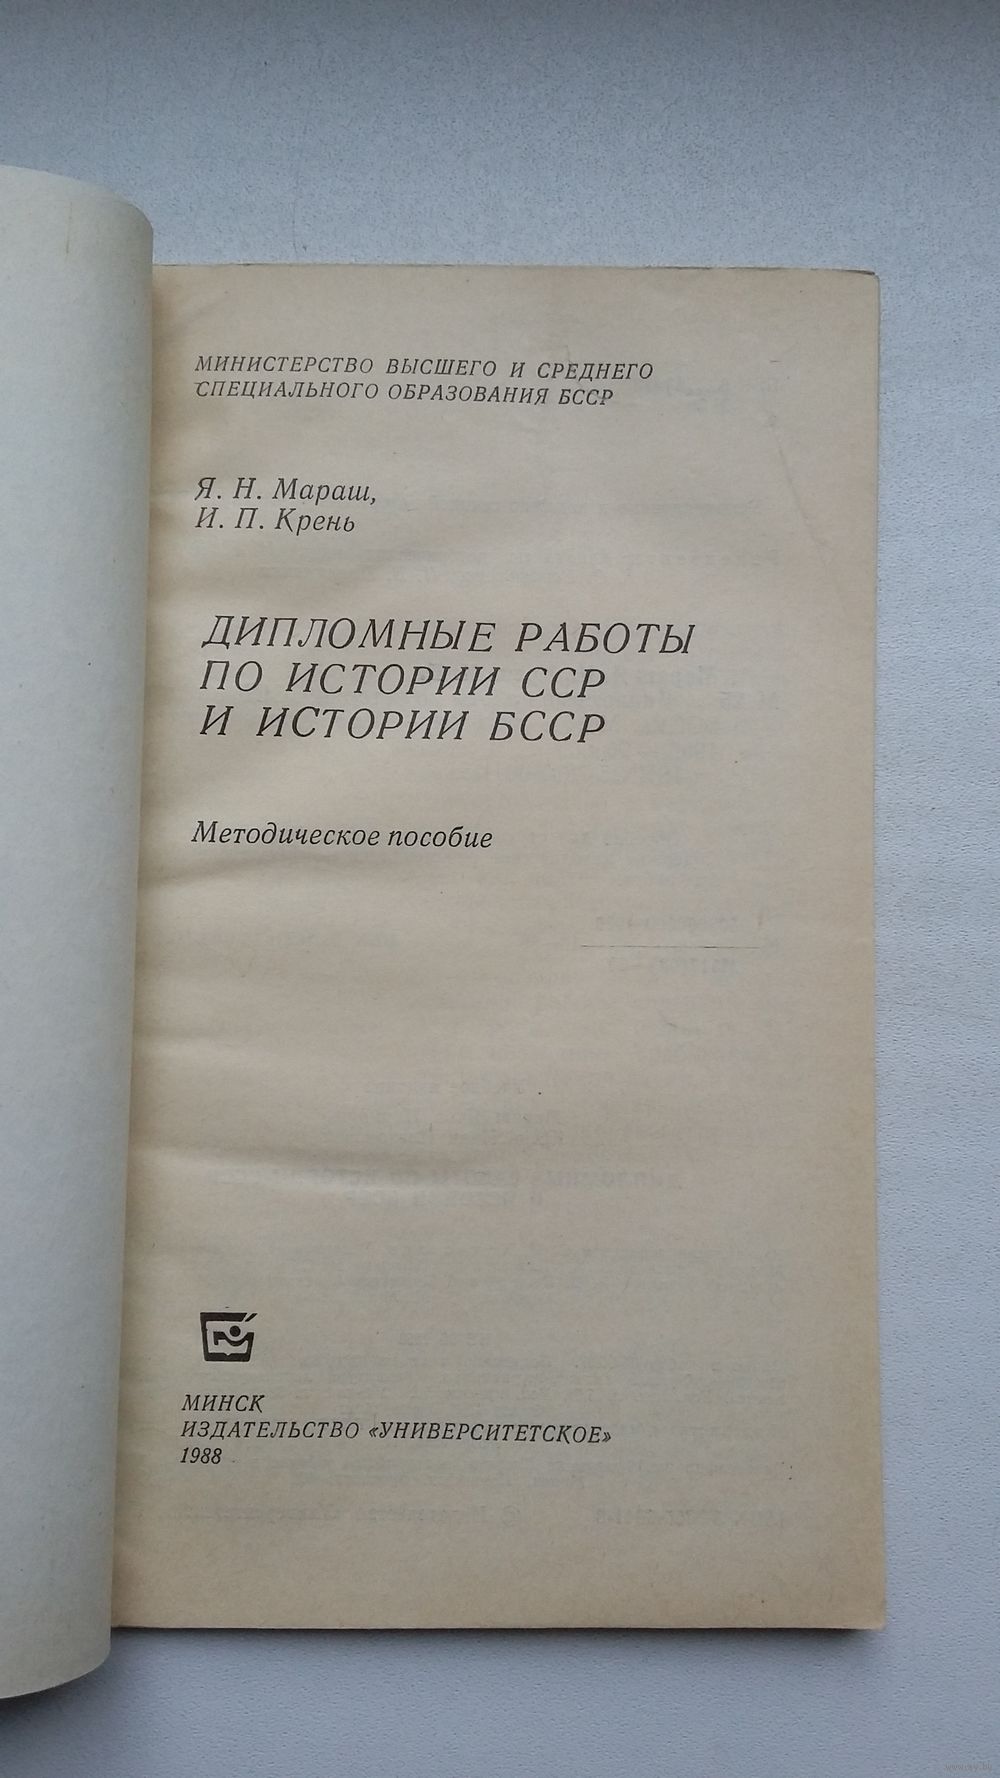 МИНИСТЕРСТВО ВЫСШЕГО И СРЕДНЕГО
СПЕЦИАЛЬНОГО ОБРАЗОВАНИЯ БССР
Я. Н. Мараш,
И. П. Крень
ДИПЛОМНЫЕ РАБОТЫ
ПО ИСТОРИИ ССР
И ИСТОРИИ БССР
Методическое пособие
МИНСК
ИЗДАТЕЛЬСТВО «УНИВЕРСИТЕТСКОЕ»
1988